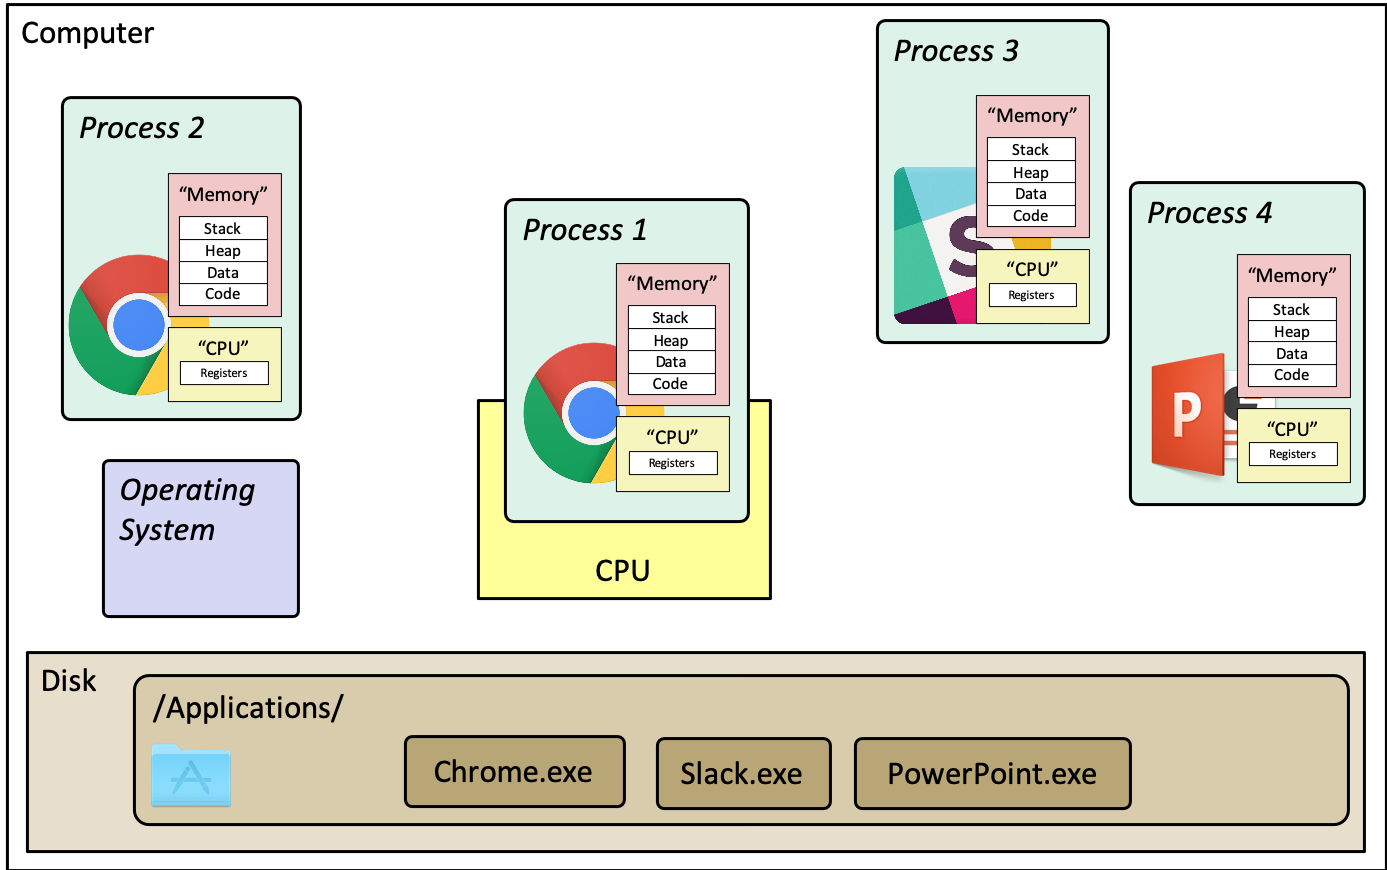 Computer
Process 2
“Memory”
Stack
Heap
Data
Code
“CPU”
Registers
Process 1
“Memory”
Stack
Heap
Data
Code
“CPU”
Registers
CPU
Process 3
“Memory”
Stack
Heap
Data
Code
S
“CPU”
Registers
Process 4
“Memory”
Stack
Heap
Data
Code
P
“CPU”
Registers
Operating
System
Disk
/Applications/
Chrome.exe
Slack.exe
PowerPoint.exe